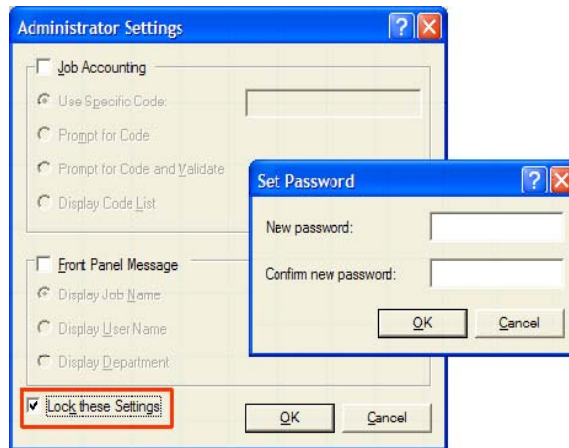 Administrator Settings
Job Accounting
Use Specific Code:
Prompt for Code
Prompt for Code and Validate
Display Code List
Front Panel Message
Display Job Name
Display User Name
Display Department
Lock these Settings
OK Cancel
Set Password
New password:
Confirm new password:
OK Cancel